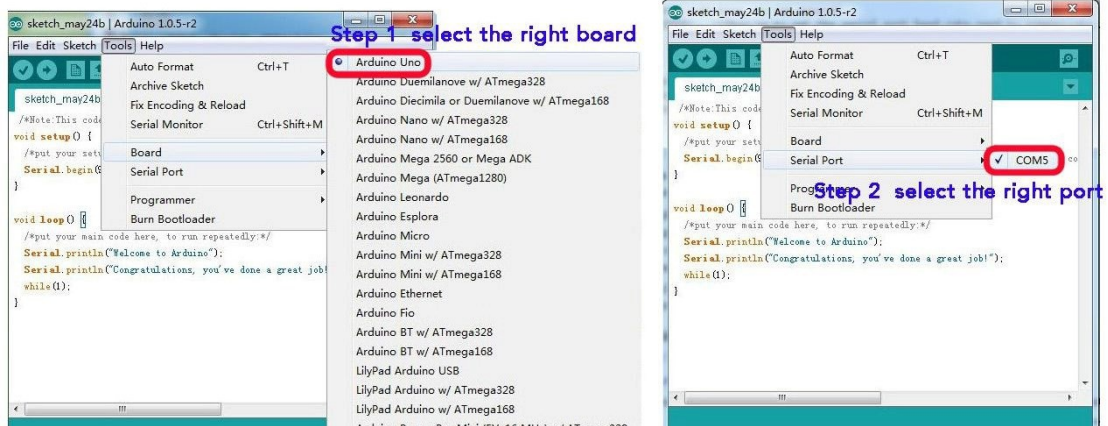 sketch_may24b | Arduino 1.0.5-r2
File Edit Sketch Tools Help
Auto Format Ctrl+T
Archive Sketch
Fix Encoding & Reload
Serial Monitor Ctrl+Shift+M
Board
Serial Port
Programmer
Burn Bootloader
sketch_may24b
/*Note:This code
void setup() {
/*put your setu
Serial.begin(9
}
void loop() {
/*put your main code here, to run repeatedly:*/
Serial.println("Welcome to Arduino");
Serial.println("Congratulations, you've done a great job!
while(1);
}
Step 1 select the right board
Arduino Uno
Arduino Duemilanove w/ ATmega328
Arduino Diecimila or Duemilanove w/ ATmega168
Arduino Nano w/ ATmega328
Arduino Nano w/ ATmega168
Arduino Mega 2560 or Mega ADK
Arduino Mega (ATmega1280)
Arduino Leonardo
Arduino Esplora
Arduino Micro
Arduino Mini w/ ATmega328
Arduino Mini w/ ATmega168
Arduino Ethernet
Arduino Fio
Arduino BT w/ ATmega328
Arduino BT w/ ATmega168
LilyPad Arduino USB
LilyPad Arduino w/ ATmega328
LilyPad Arduino w/ ATmega168
sketch_may24b | Arduino 1.0.5-r2
File Edit Sketch Tools Help
Auto Format Ctrl+T
Archive Sketch
Fix Encoding & Reload
Serial Monitor Ctrl+Shift+M
Board
Serial Port
COM5
Programmer
Burn Bootloader
Step 2 select the right port
sketch_may24b
/*Note:This code
void setup() {
/*put your setu
Serial.begin(9
co
}
void loop() {
/*put your main code here, to run repeatedly:*/
Serial.println("Welcome to Arduino");
Serial.println("Congratulations, you've done a great job!");
while(1);
}